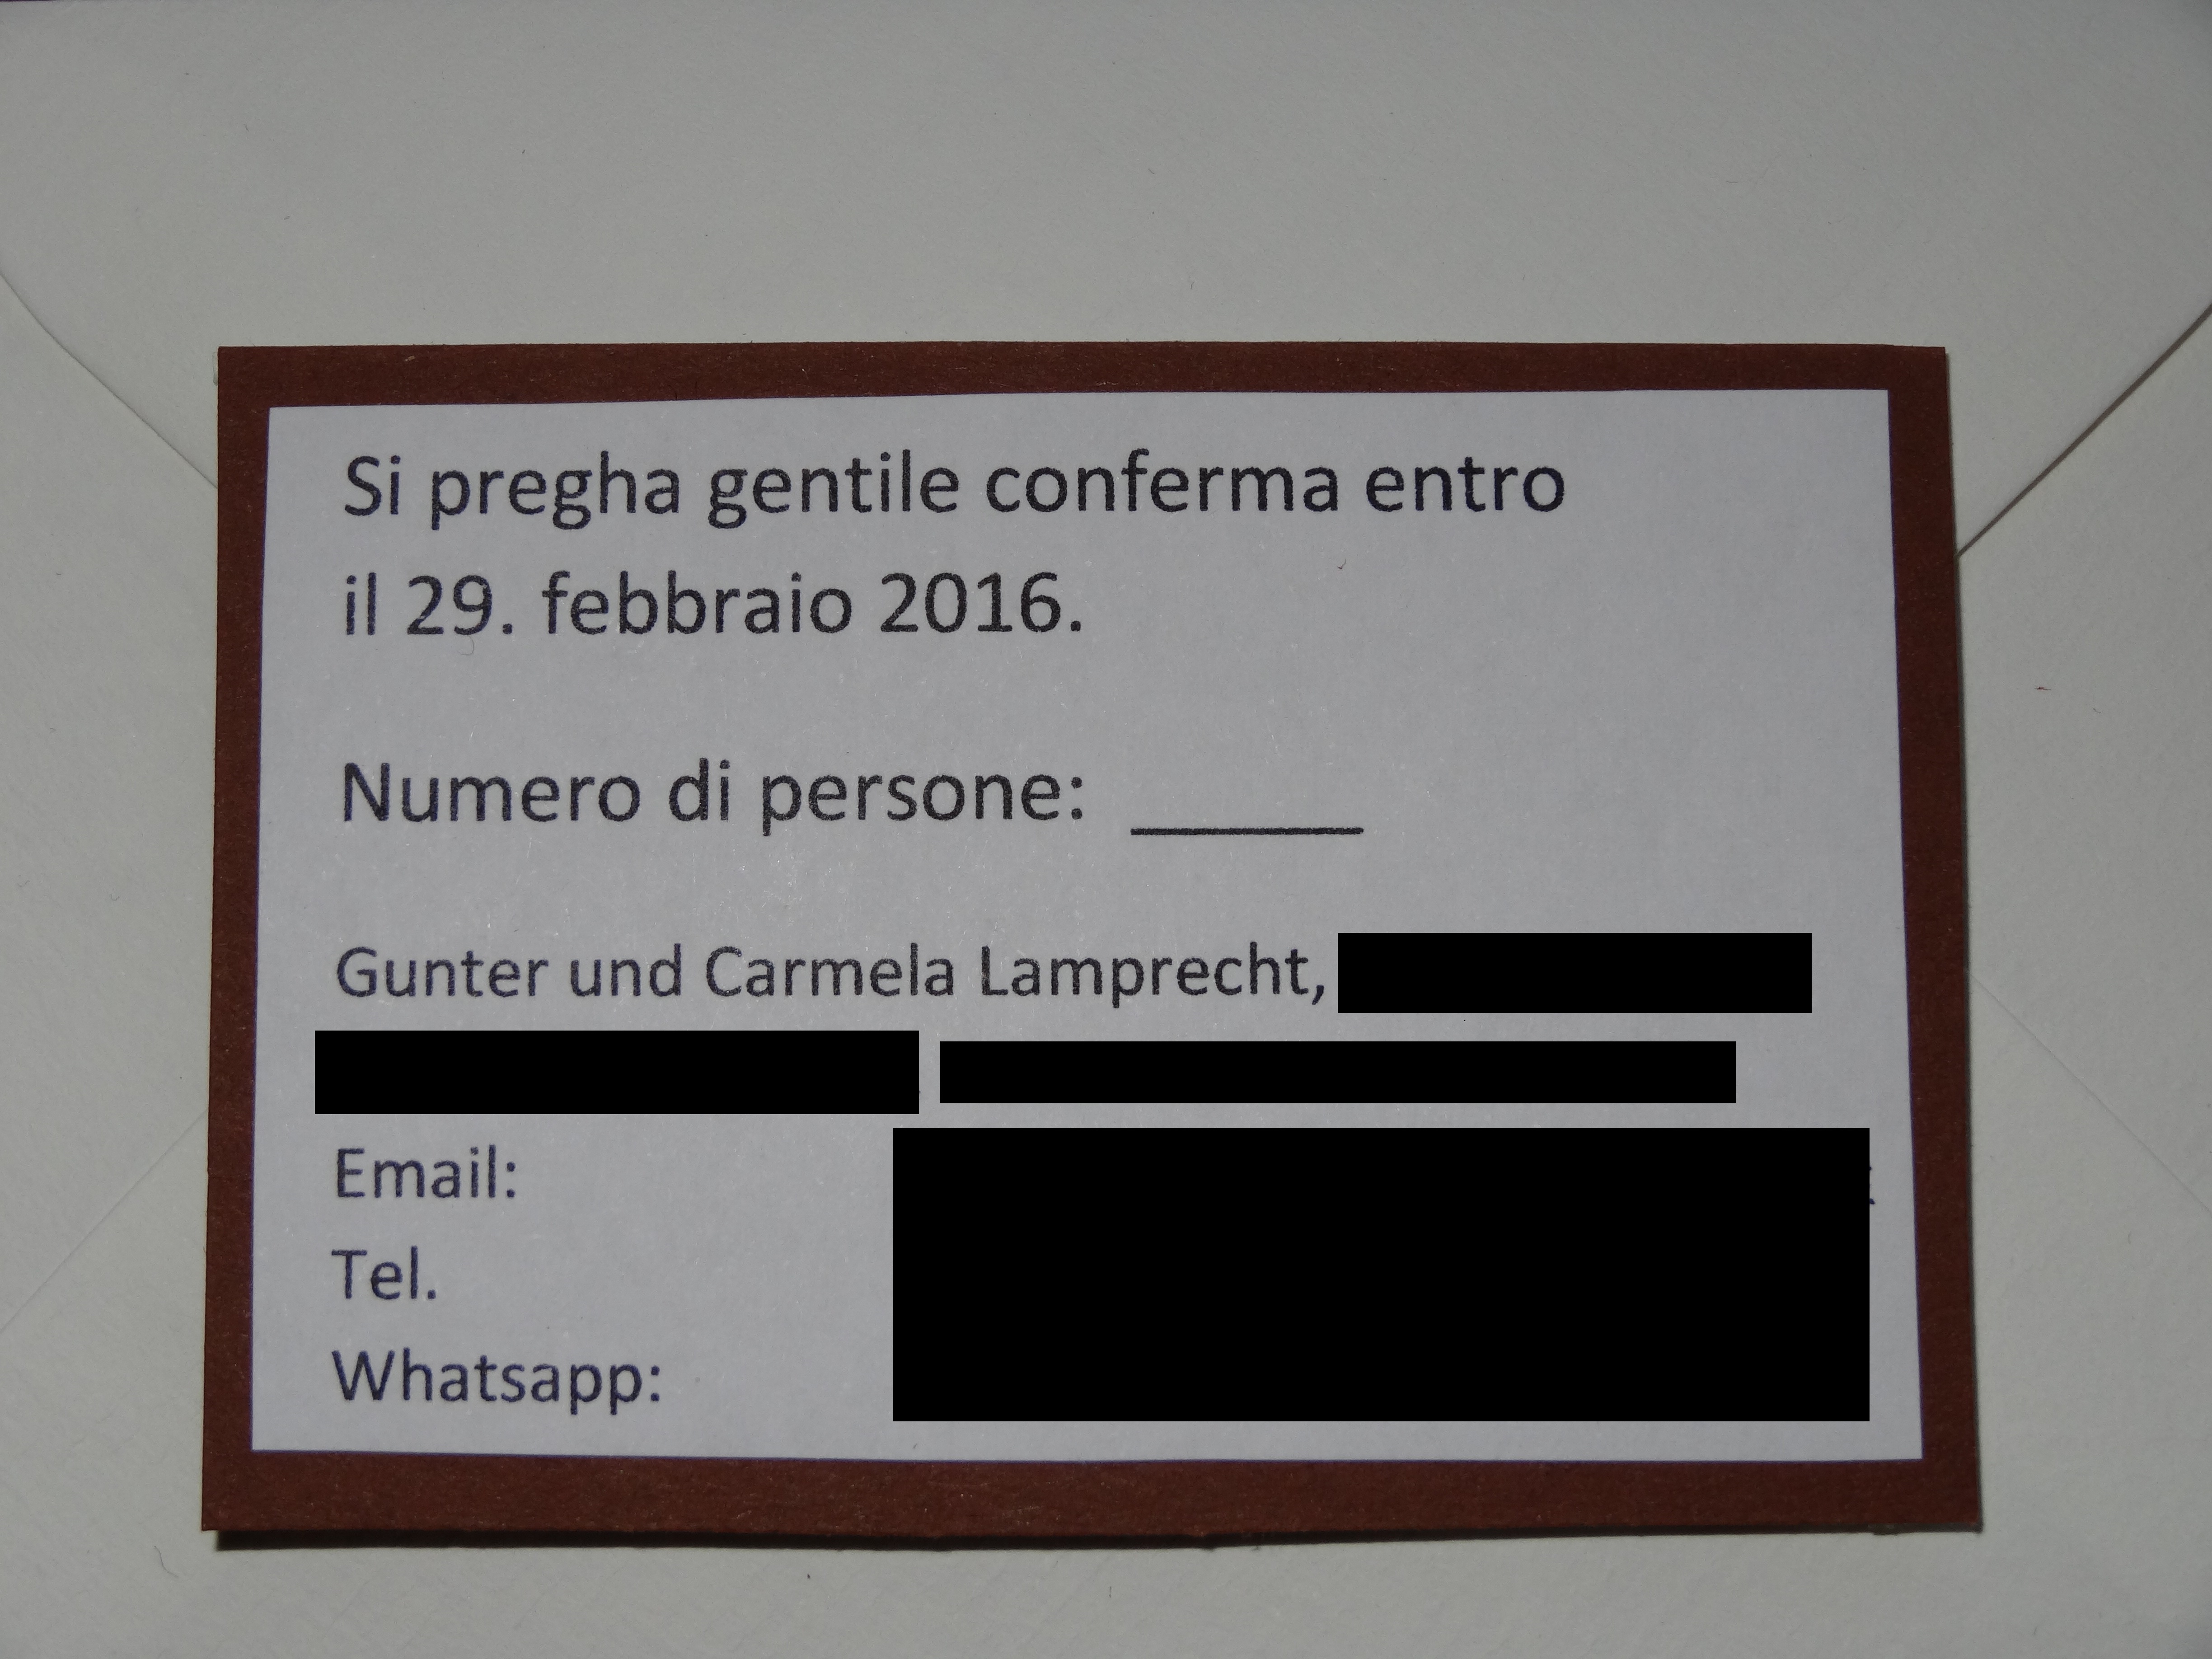 Si pregha gentile conferma entro
il 29. febbraio 2016.
Numero di persone: ______
Gunter und Carmela Lamprecht,
Email:
Tel.
Whatsapp: